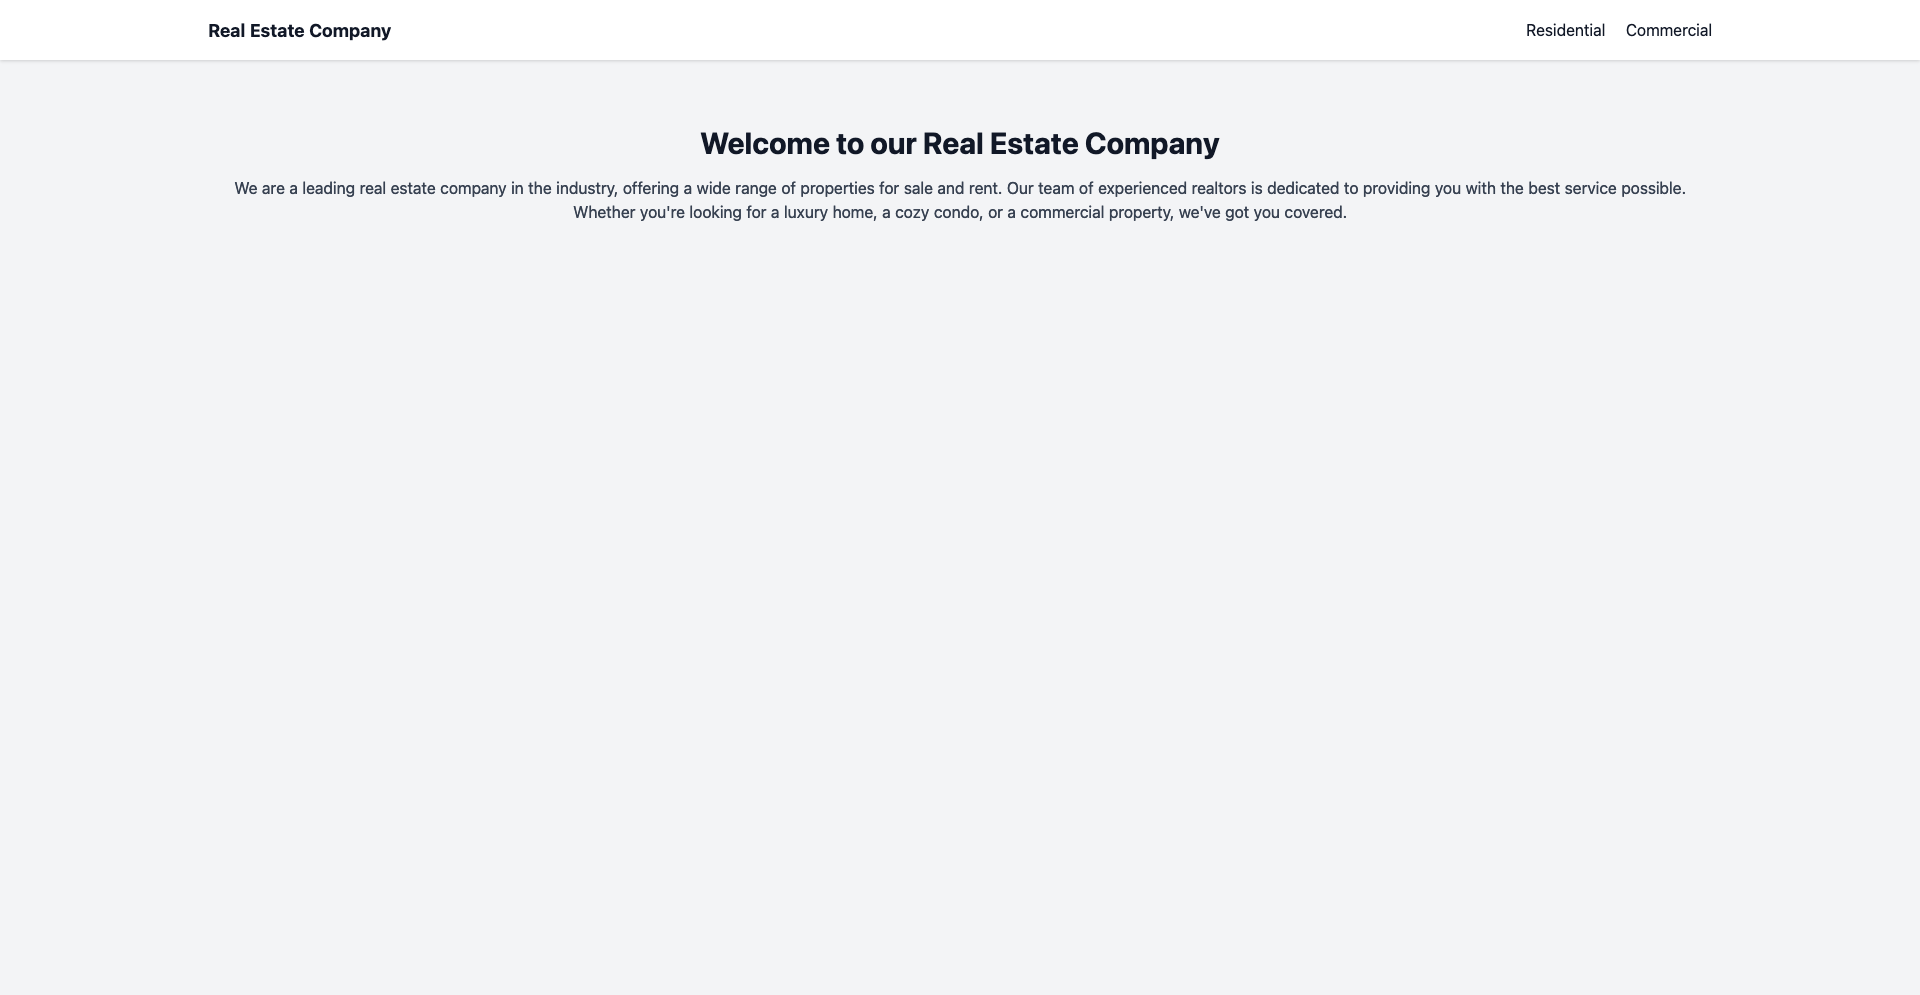 Real Estate Company
Residential
Commercial
Welcome to our Real Estate Company
We are a leading real estate company in the industry, offering a wide range of properties for sale and rent. Our team of experienced realtors is dedicated to providing you with the best service possible.
Whether you're looking for a luxury home, a cozy condo, or a commercial property, we've got you covered.